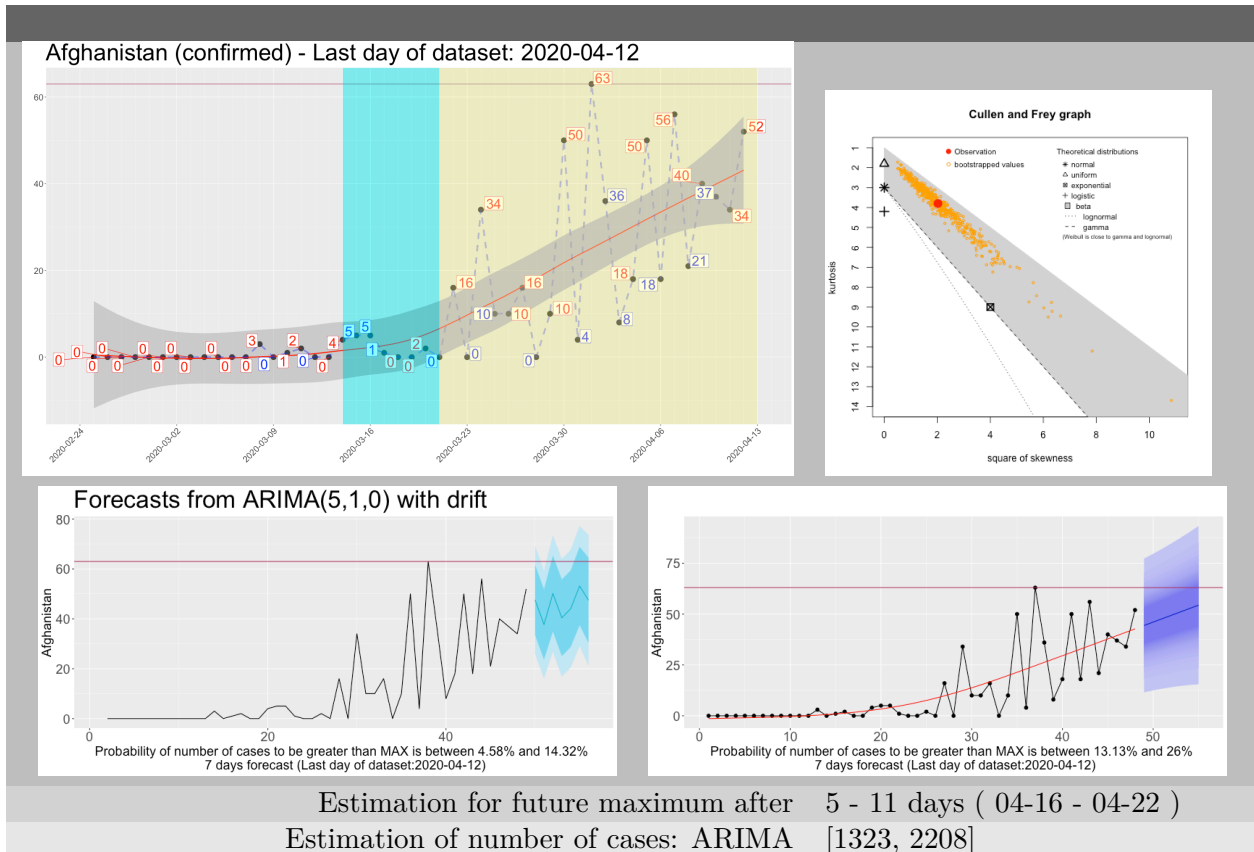 Afghanistan (confirmed) - Last day of dataset: 2020-04-12
60
40
20
0
0 0 0 0 0 0 0 0 0 0 0 0 0 3 0 1 2 0 0 4 5 5 1 0 0 2 0 16 0 34 10 10 16 0 10 50 4 63 36 8 18 50 18 56 21 40 37 34 52
2020-02-24
2020-03-02
2020-03-09
2020-03-16
2020-03-23
2020-03-30
2020-04-06
2020-04-13
Cullen and Frey graph
Observation
bootstrapped values
Theoretical distributions
normal
uniform
exponential
logistic
beta
lognormal
gamma
(Weibull is close to gamma and lognormal)
kurtosis
1
2
3
4
5
6
7
8
9
10
11
12
13
14
0 2 4 6 8 10
square of skewness
Forecasts from ARIMA(5,1,0) with drift
80
60
40
20
0
Afghanistan
0 20 40
Probability of number of cases to be greater than MAX is between 4.58% and 14.32%
7 days forecast (Last day of dataset:2020-04-12)
75
50
25
0
Afghanistan
0 10 20 30 40 50
Probability of number of cases to be greater than MAX is between 13.13% and 26%
7 days forecast (Last day of dataset:2020-04-12)
Estimation for future maximum after 5 - 11 days ( 04-16 - 04-22 )
Estimation of number of cases: ARIMA [1323, 2208]